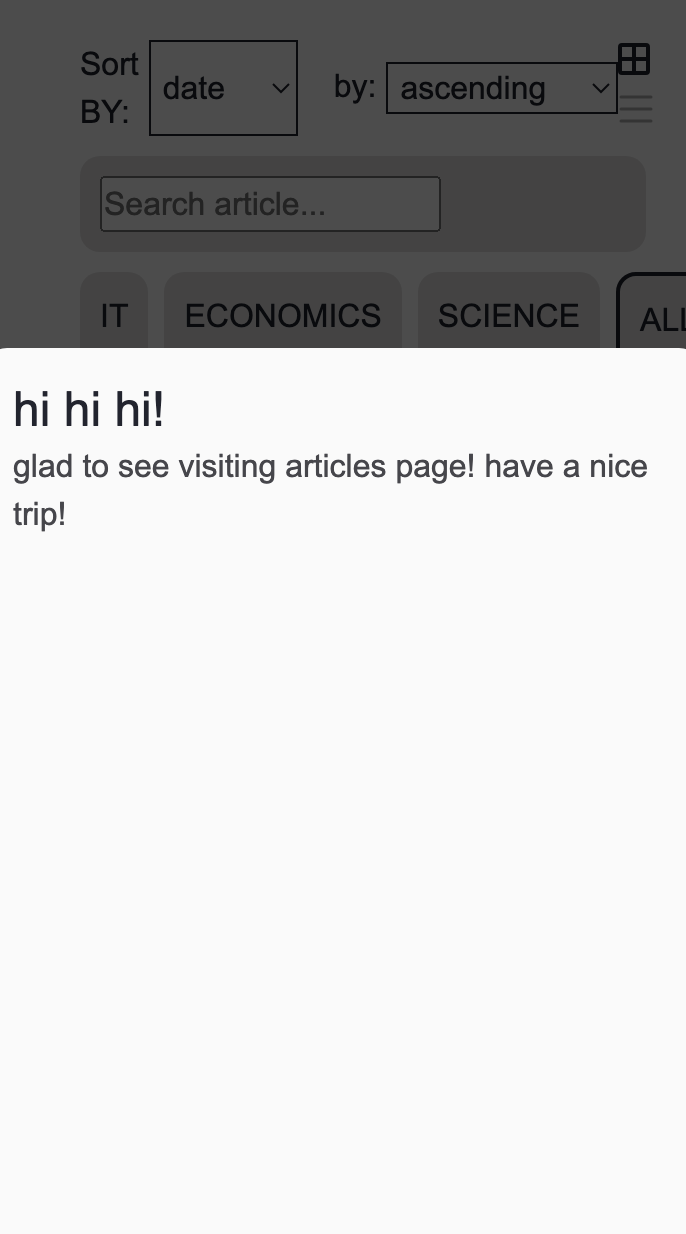 Sort
BY:
date
by:
ascending
Search article...
IT
ECONOMICS
SCIENCE
ALL
hi hi hi!
glad to see visiting articles page! have a nice
trip!